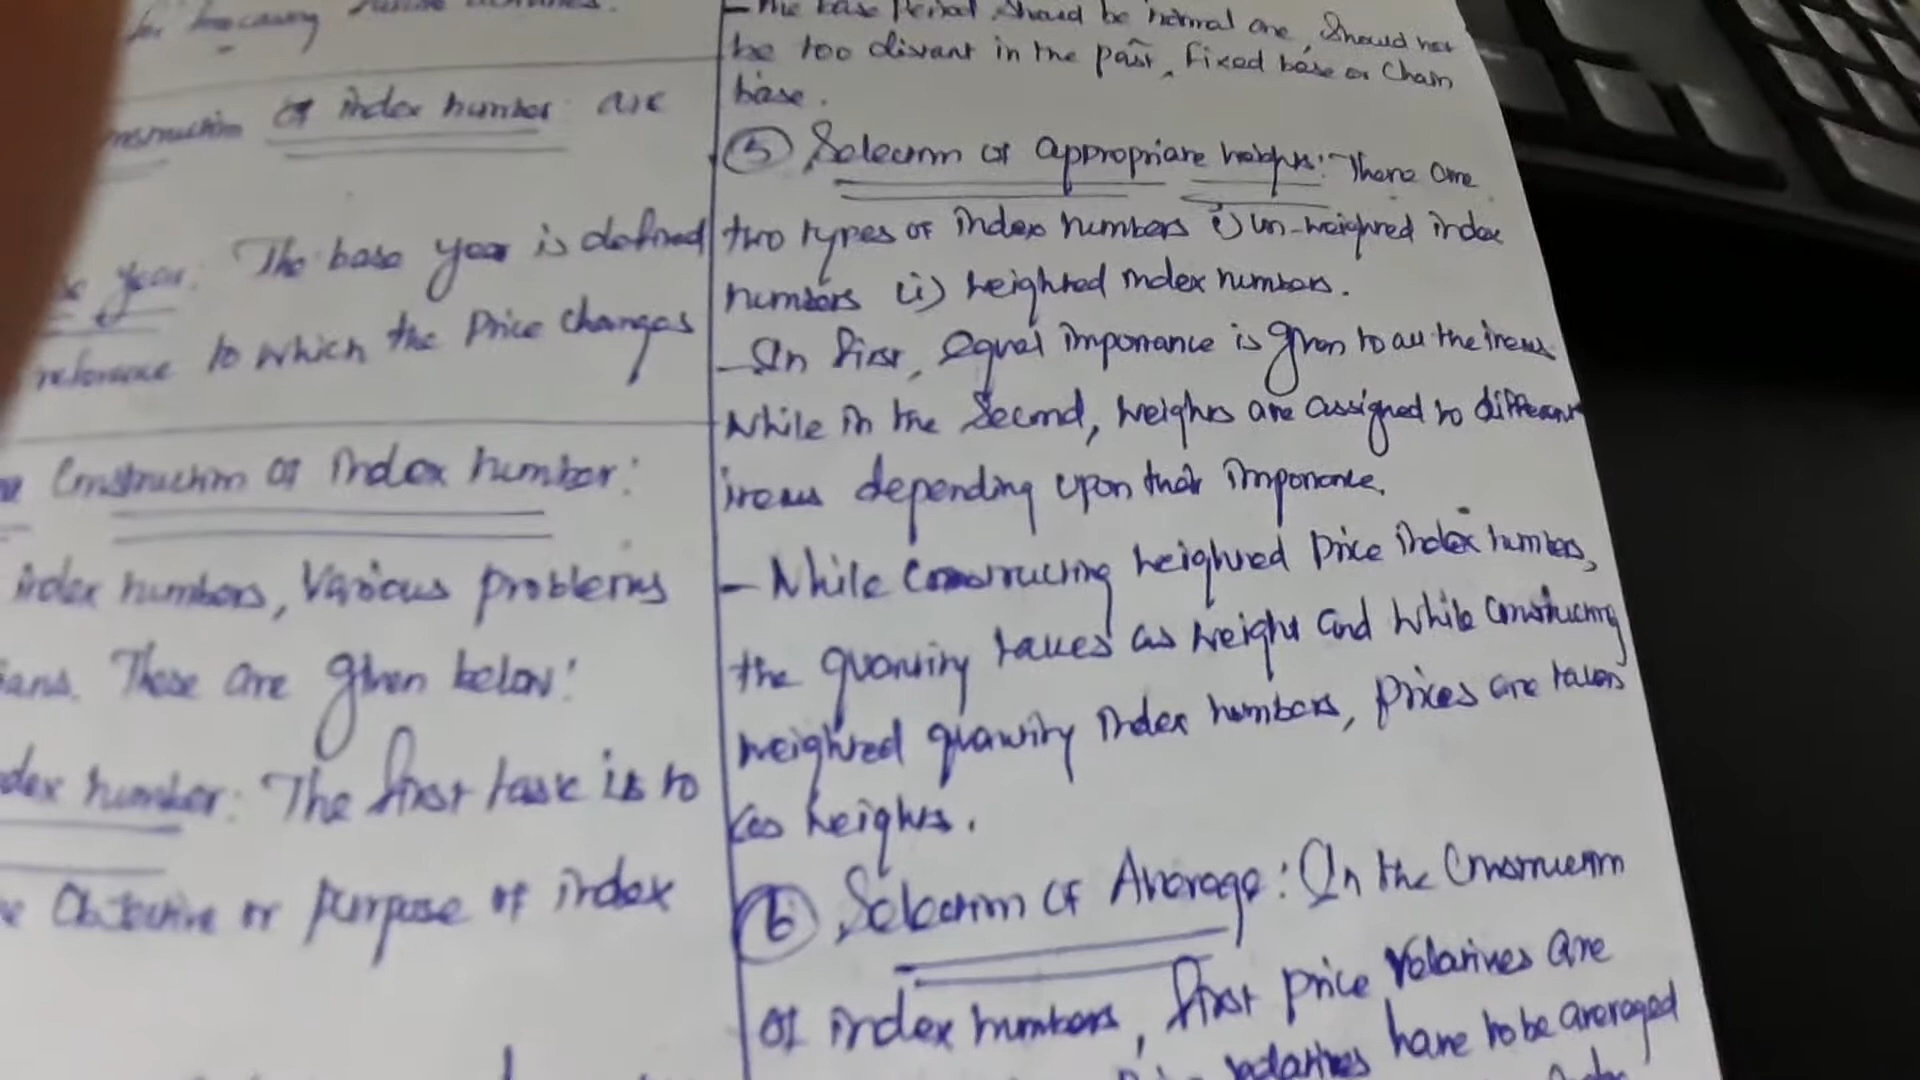 for
construction of index number are
year: The base year is defined
reference to which the price changes
Construction of index number:
index numbers, various problems
These are given below:
index number: The first task is to
objective or purpose of index
- The base period should be normal one, should not
be too distant in the past, fixed base or chain
base.
(5) Selection of appropriate weights: There are
two types of index numbers i) un-weighted index
numbers (ii) weighted index numbers.
- In first, equal importance is given to all the items
while in the second, weights are assigned to different
items depending upon their importance.
- While constructing weighted price index numbers,
the quantity takes as weight and while constructing
weighted quantity index numbers, prices are taken
as weights.
(6) Selection of Average: In the construction
of index numbers, first price relatives are
relatives have to be averaged